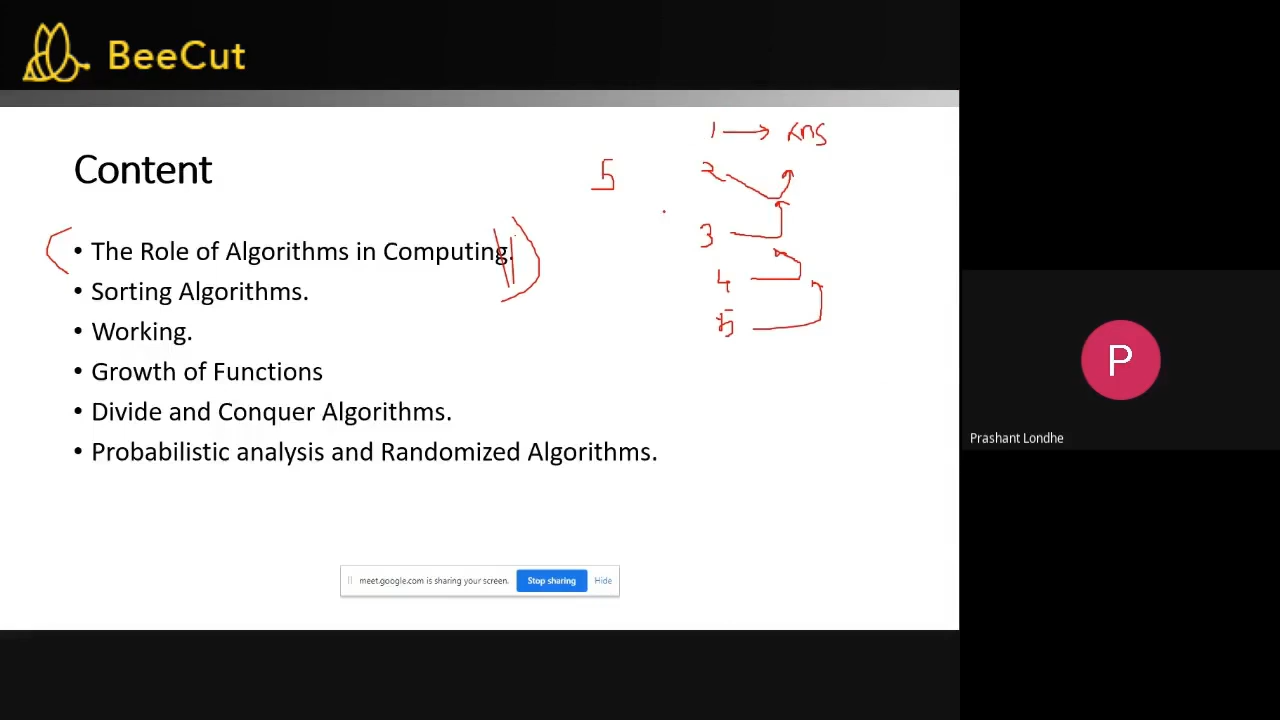 BeeCut
Content
• The Role of Algorithms in Computing.
• Sorting Algorithms.
• Working.
• Growth of Functions
• Divide and Conquer Algorithms.
• Probabilistic analysis and Randomized Algorithms.
5
1 → Ans
2
3
4
5
meet.google.com is sharing your screen.
Stop sharing
Hide
P
Prashant Londhe